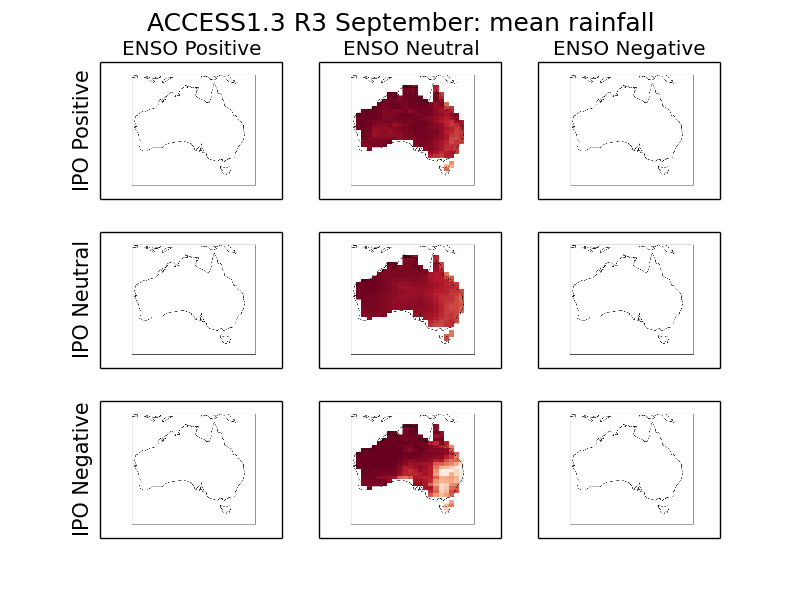 ACCESS1.3 R3 September: mean rainfall
ENSO Positive
ENSO Neutral
ENSO Negative
IPO Positive
IPO Neutral
IPO Negative